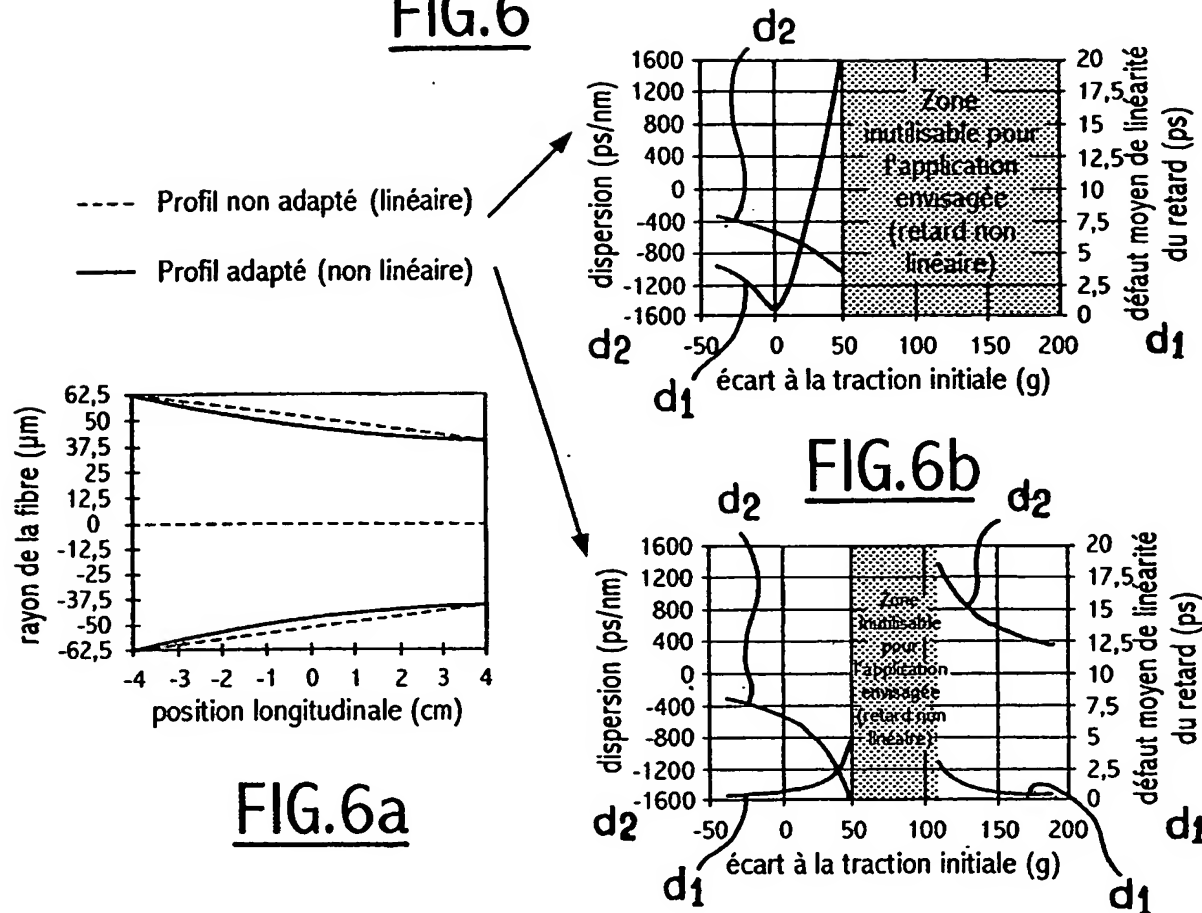 FIG.6
Profil non adapté (linéaire)
Profil adapté (non linéaire)
d2
1600
1200
800
400
0
-400
-800
-1200
-1600
dispersion (ps/nm)
20
17,5
15
12,5
10
7,5
5
2,5
0
défaut moyen de linéarité
du retard (ps)
Zone
inutilisable pour
l'application
envisagée
(retard non
linéaire)
-50 0 50 100 150 200
d2
d1
d1
écart à la traction initiale (g)
62,5
50
37,5
25
12,5
0
-12,5
-25
-37,5
-50
-62,5
rayon de la fibre (µm)
-4 -3 -2 -1 0 1 2 3 4
position longitudinale (cm)
FIG.6a
FIG.6b
d2
d2
1600
1200
800
400
0
-400
-800
-1200
-1600
dispersion (ps/nm)
20
17,5
15
12,5
10
7,5
5
2,5
0
défaut moyen de linéarité
du retard (ps)
Zone
inutilisable
pour
l'application
envisagée
(retard non
linéaire)
-50 0 50 100 150 200
d2
d1
écart à la traction initiale (g)
d1
d1